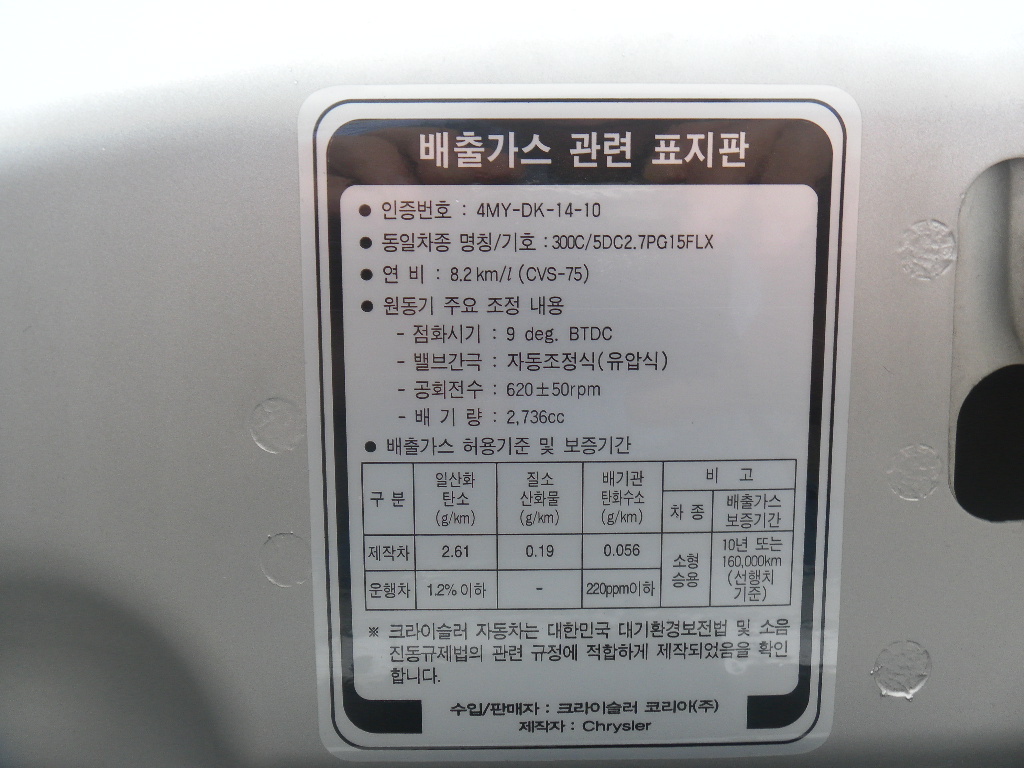 배출가스 관련 표지판
● 인증번호 : 4MY-DK-14-10
● 동일차종 명칭/기호 : 300C/5DC2.7PG15FLX
● 연 비 : 8.2 km/l (CVS-75)
● 원동기 주요 조정 내용
- 점화시기 : 9 deg. BTDC
- 밸브간극 : 자동조정식(유압식)
- 공회전수 : 620±50rpm
- 배 기 량 : 2,736cc
● 배출가스 허용기준 및 보증기간
구 분
일산화
탄소
(g/km)
질소
산화물
(g/km)
배기관
탄화수소
(g/km)
비 고
차 종
배출가스
보증기간
제작차
2.61
0.19
0.056
소형
승용
10년 또는
160,000km
(선행치
기준)
운행차
1.2% 이하
-
220ppm이하
※ 크라이슬러 자동차는 대한민국 대기환경보전법 및 소음
진동규제법의 관련 규정에 적합하게 제작되었음을 확인
합니다.
수입/판매자 : 크라이슬러 코리아(주)
제작자 : Chrysler